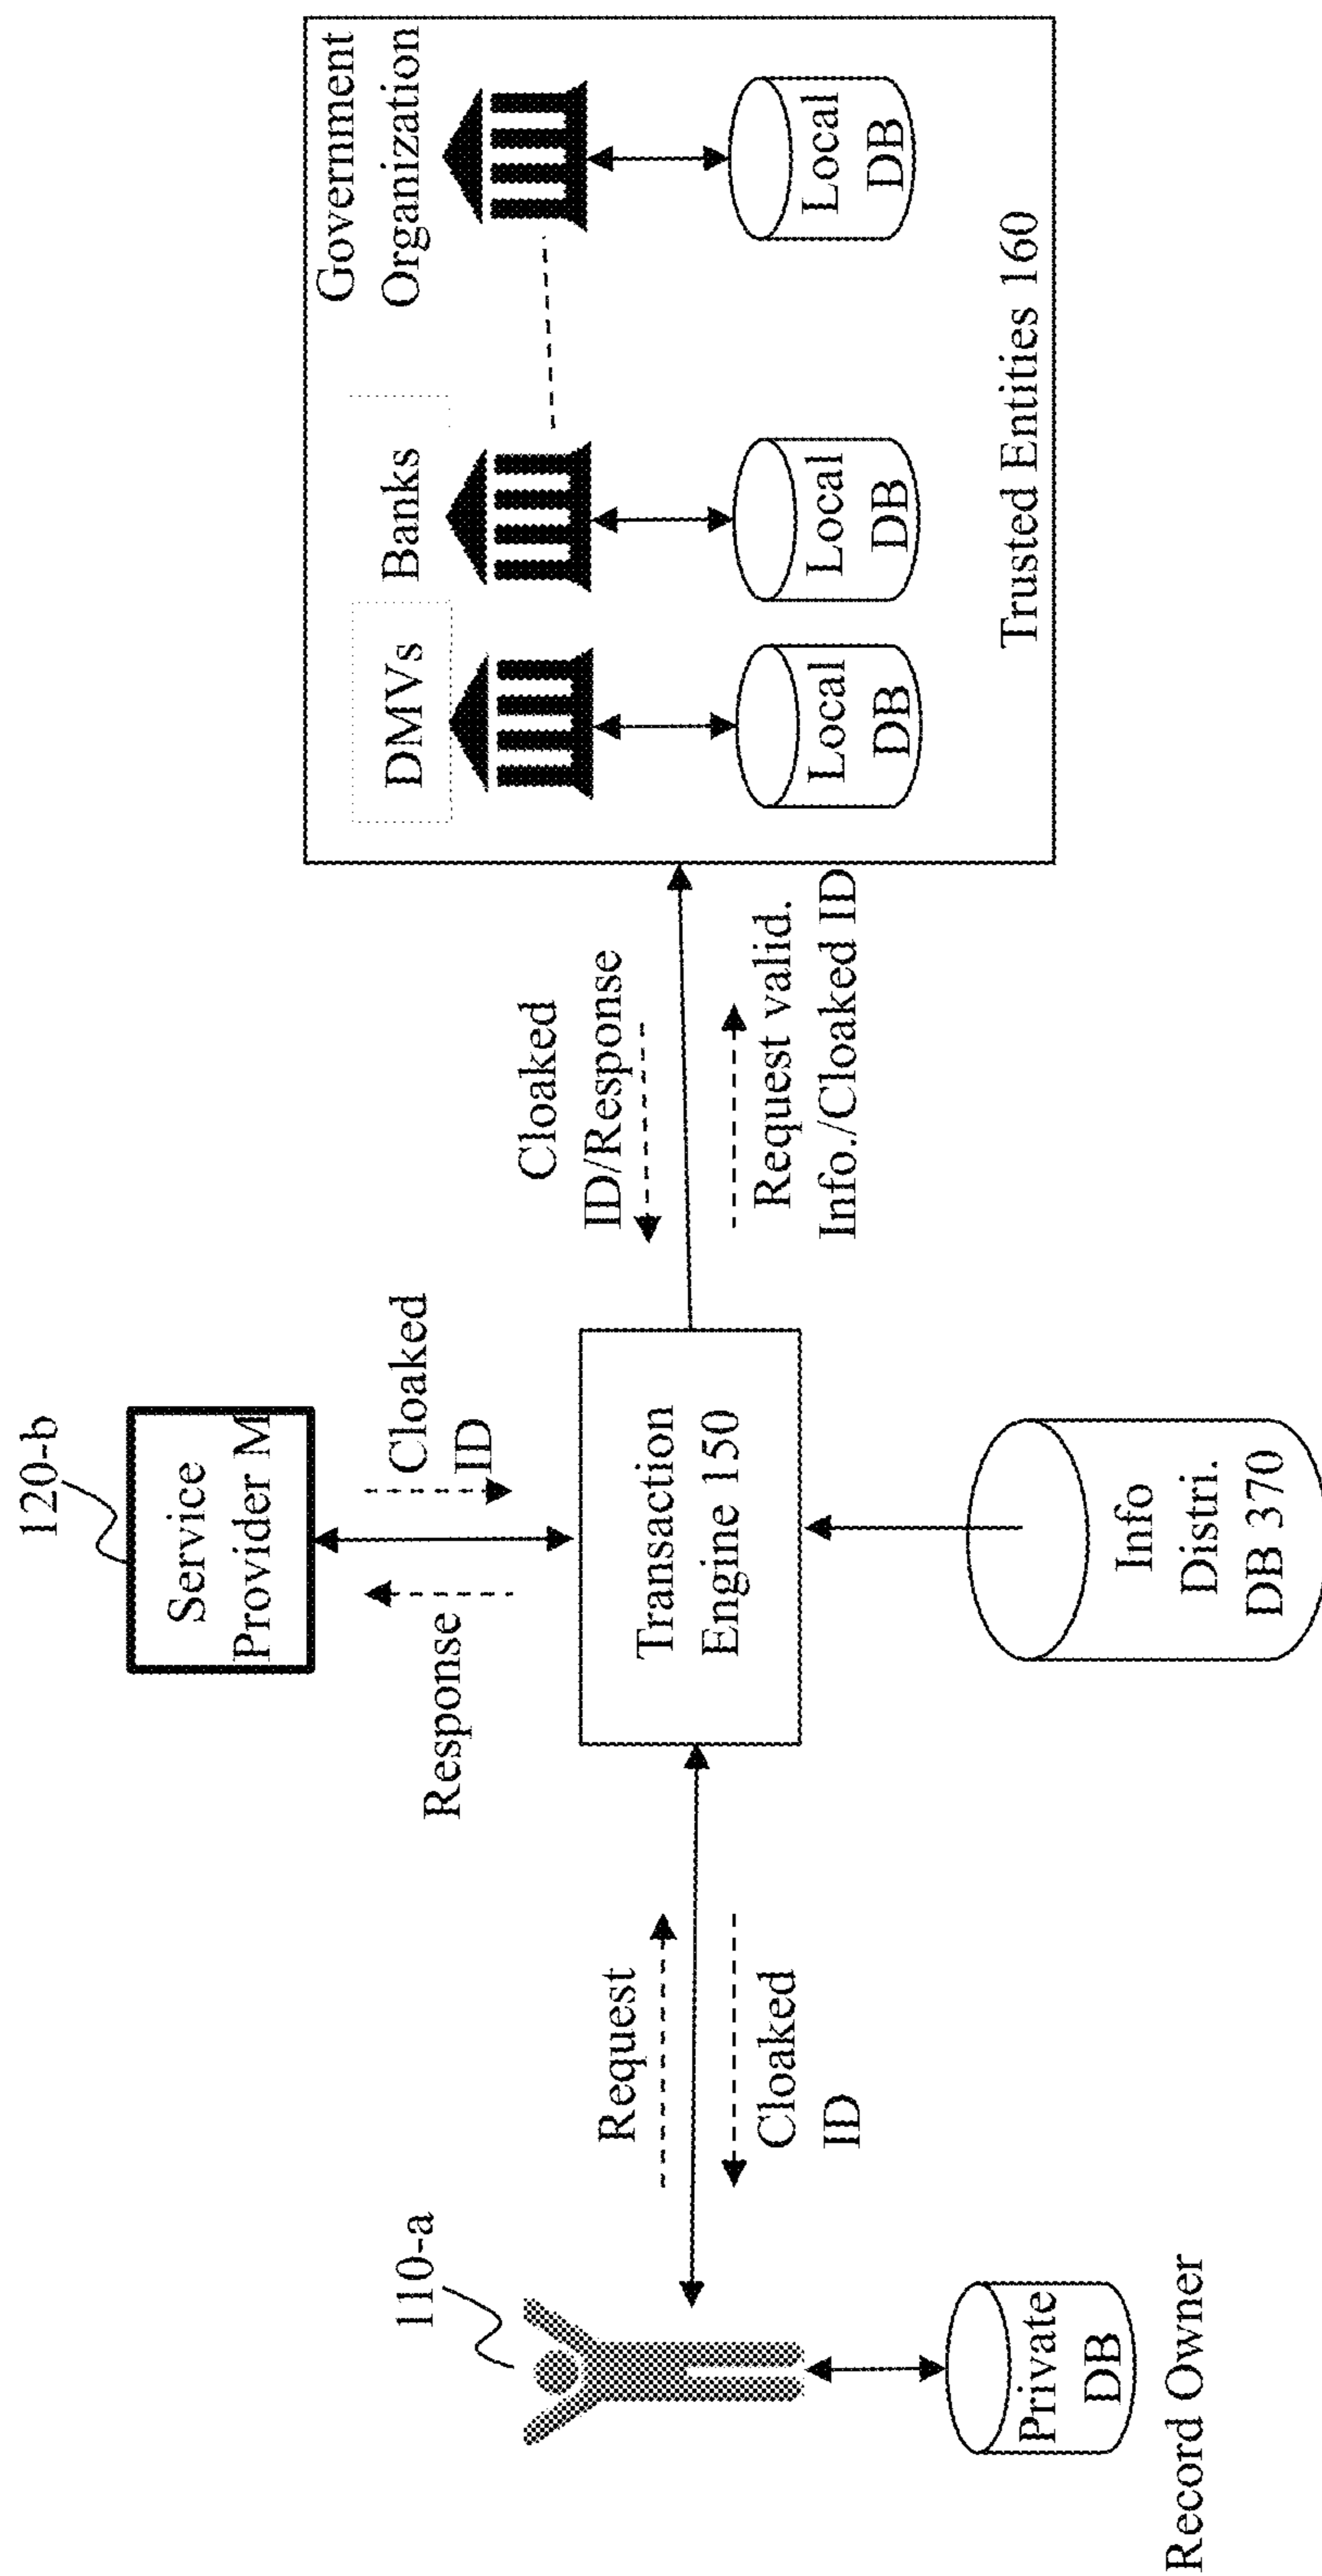 120-b
Service
Provider M
Response
Cloaked
ID
110-a
Request
Cloaked
ID
Private
DB
Record Owner
Transaction
Engine 150
Info
Distri.
DB 370
Cloaked
ID/Response
Request valid.
Info./Cloaked ID
DMVs
Banks
Government
Organization
Local
DB
Local
DB
Local
DB
Trusted Entities 160